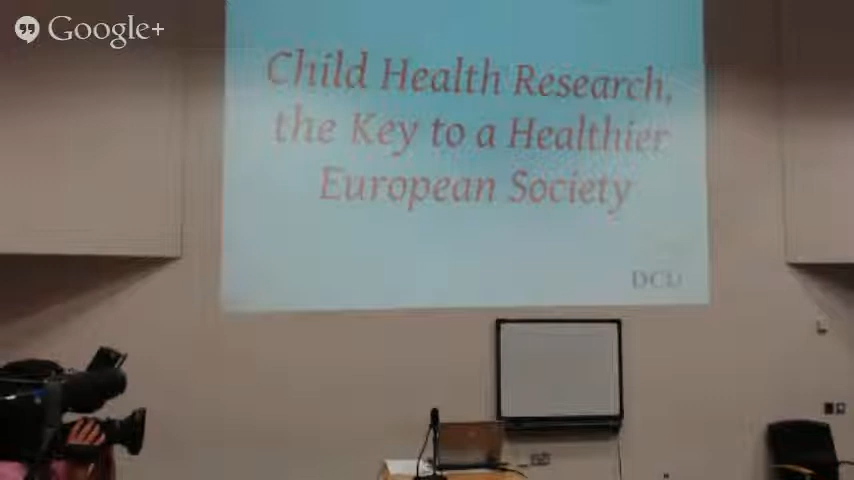 Google+
Child Health Research,
the Key to a Healthier
European Society
DCU